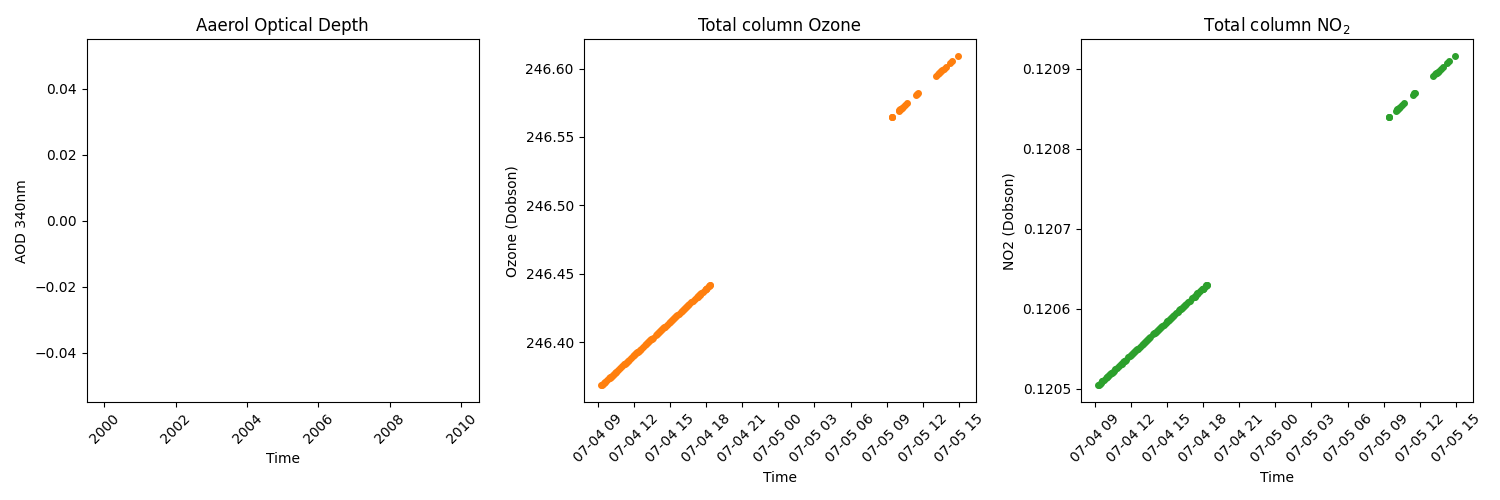 Aaerol Optical Depth
AOD 340nm
0.04
0.02
0.00
−0.02
−0.04
2000 2002 2004 2006 2008 2010
Time
Total column Ozone
Ozone (Dobson)
246.60
246.55
246.50
246.45
246.40
07-04 09 07-04 12 07-04 15 07-04 18 07-04 21 07-05 00 07-05 03 07-05 06 07-05 09 07-05 12 07-05 15
Time
Total column NO₂
NO2 (Dobson)
0.1209
0.1208
0.1207
0.1206
0.1205
07-04 09 07-04 12 07-04 15 07-04 18 07-04 21 07-05 00 07-05 03 07-05 06 07-05 09 07-05 12 07-05 15
Time